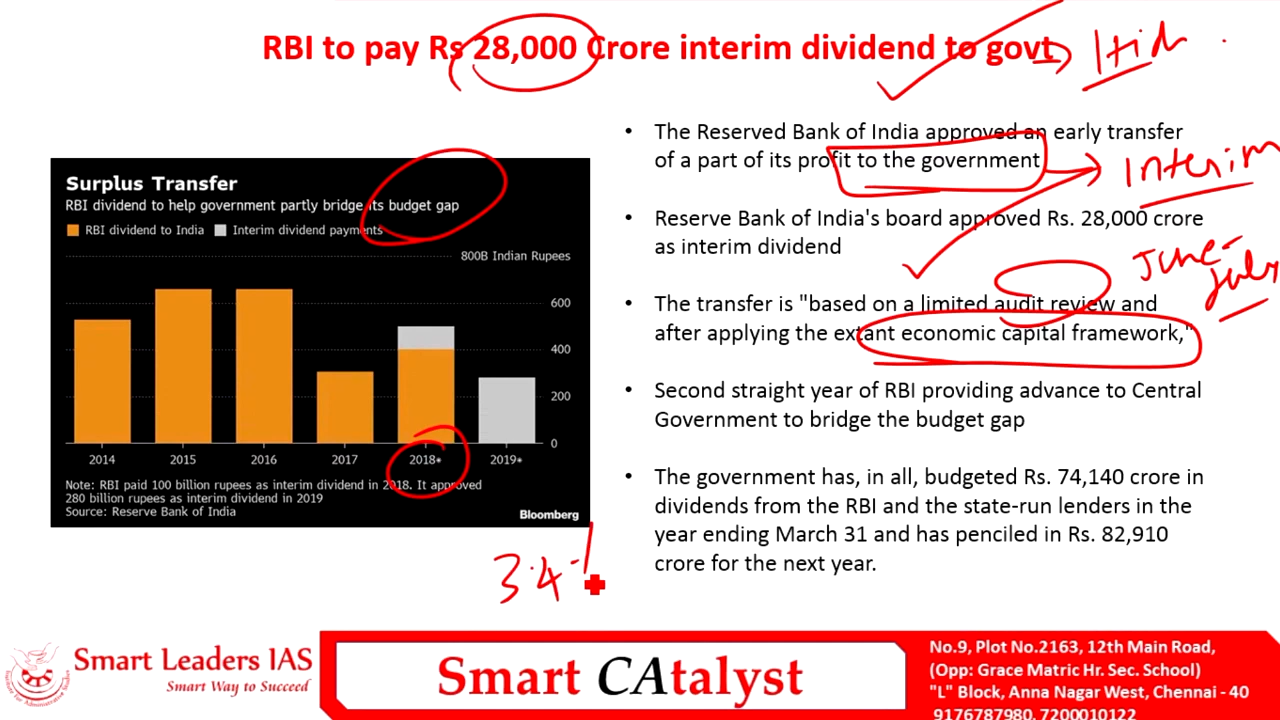 RBI to pay Rs 28,000 Crore interim dividend to govt
The Reserved Bank of India approved an early transfer
of a part of its profit to the government
Interim
Reserve Bank of India's board approved Rs. 28,000 crore
as interim dividend
June-
July
The transfer is "based on a limited audit review and
after applying the extant economic capital framework,"
Second straight year of RBI providing advance to Central
Government to bridge the budget gap
The government has, in all, budgeted Rs. 74,140 crore in
dividends from the RBI and the state-run lenders in the
year ending March 31 and has penciled in Rs. 82,910
crore for the next year.
Surplus Transfer
RBI dividend to help government partly bridge its budget gap
RBI dividend to India Interim dividend payments
800B Indian Rupees
600
400
200
0
2014 2015 2016 2017 2018* 2019*
Note: RBI paid 100 billion rupees as interim dividend in 2018. It approved
280 billion rupees as interim dividend in 2019
Source: Reserve Bank of India
Bloomberg
3.4
Smart Leaders IAS
Smart Way to Succeed
Smart CAtalyst
No.9, Plot No.2163, 12th Main Road,
(Opp: Grace Matric Hr. Sec. School)
"L" Block, Anna Nagar West, Chennai - 40
9176787980, 7200010122